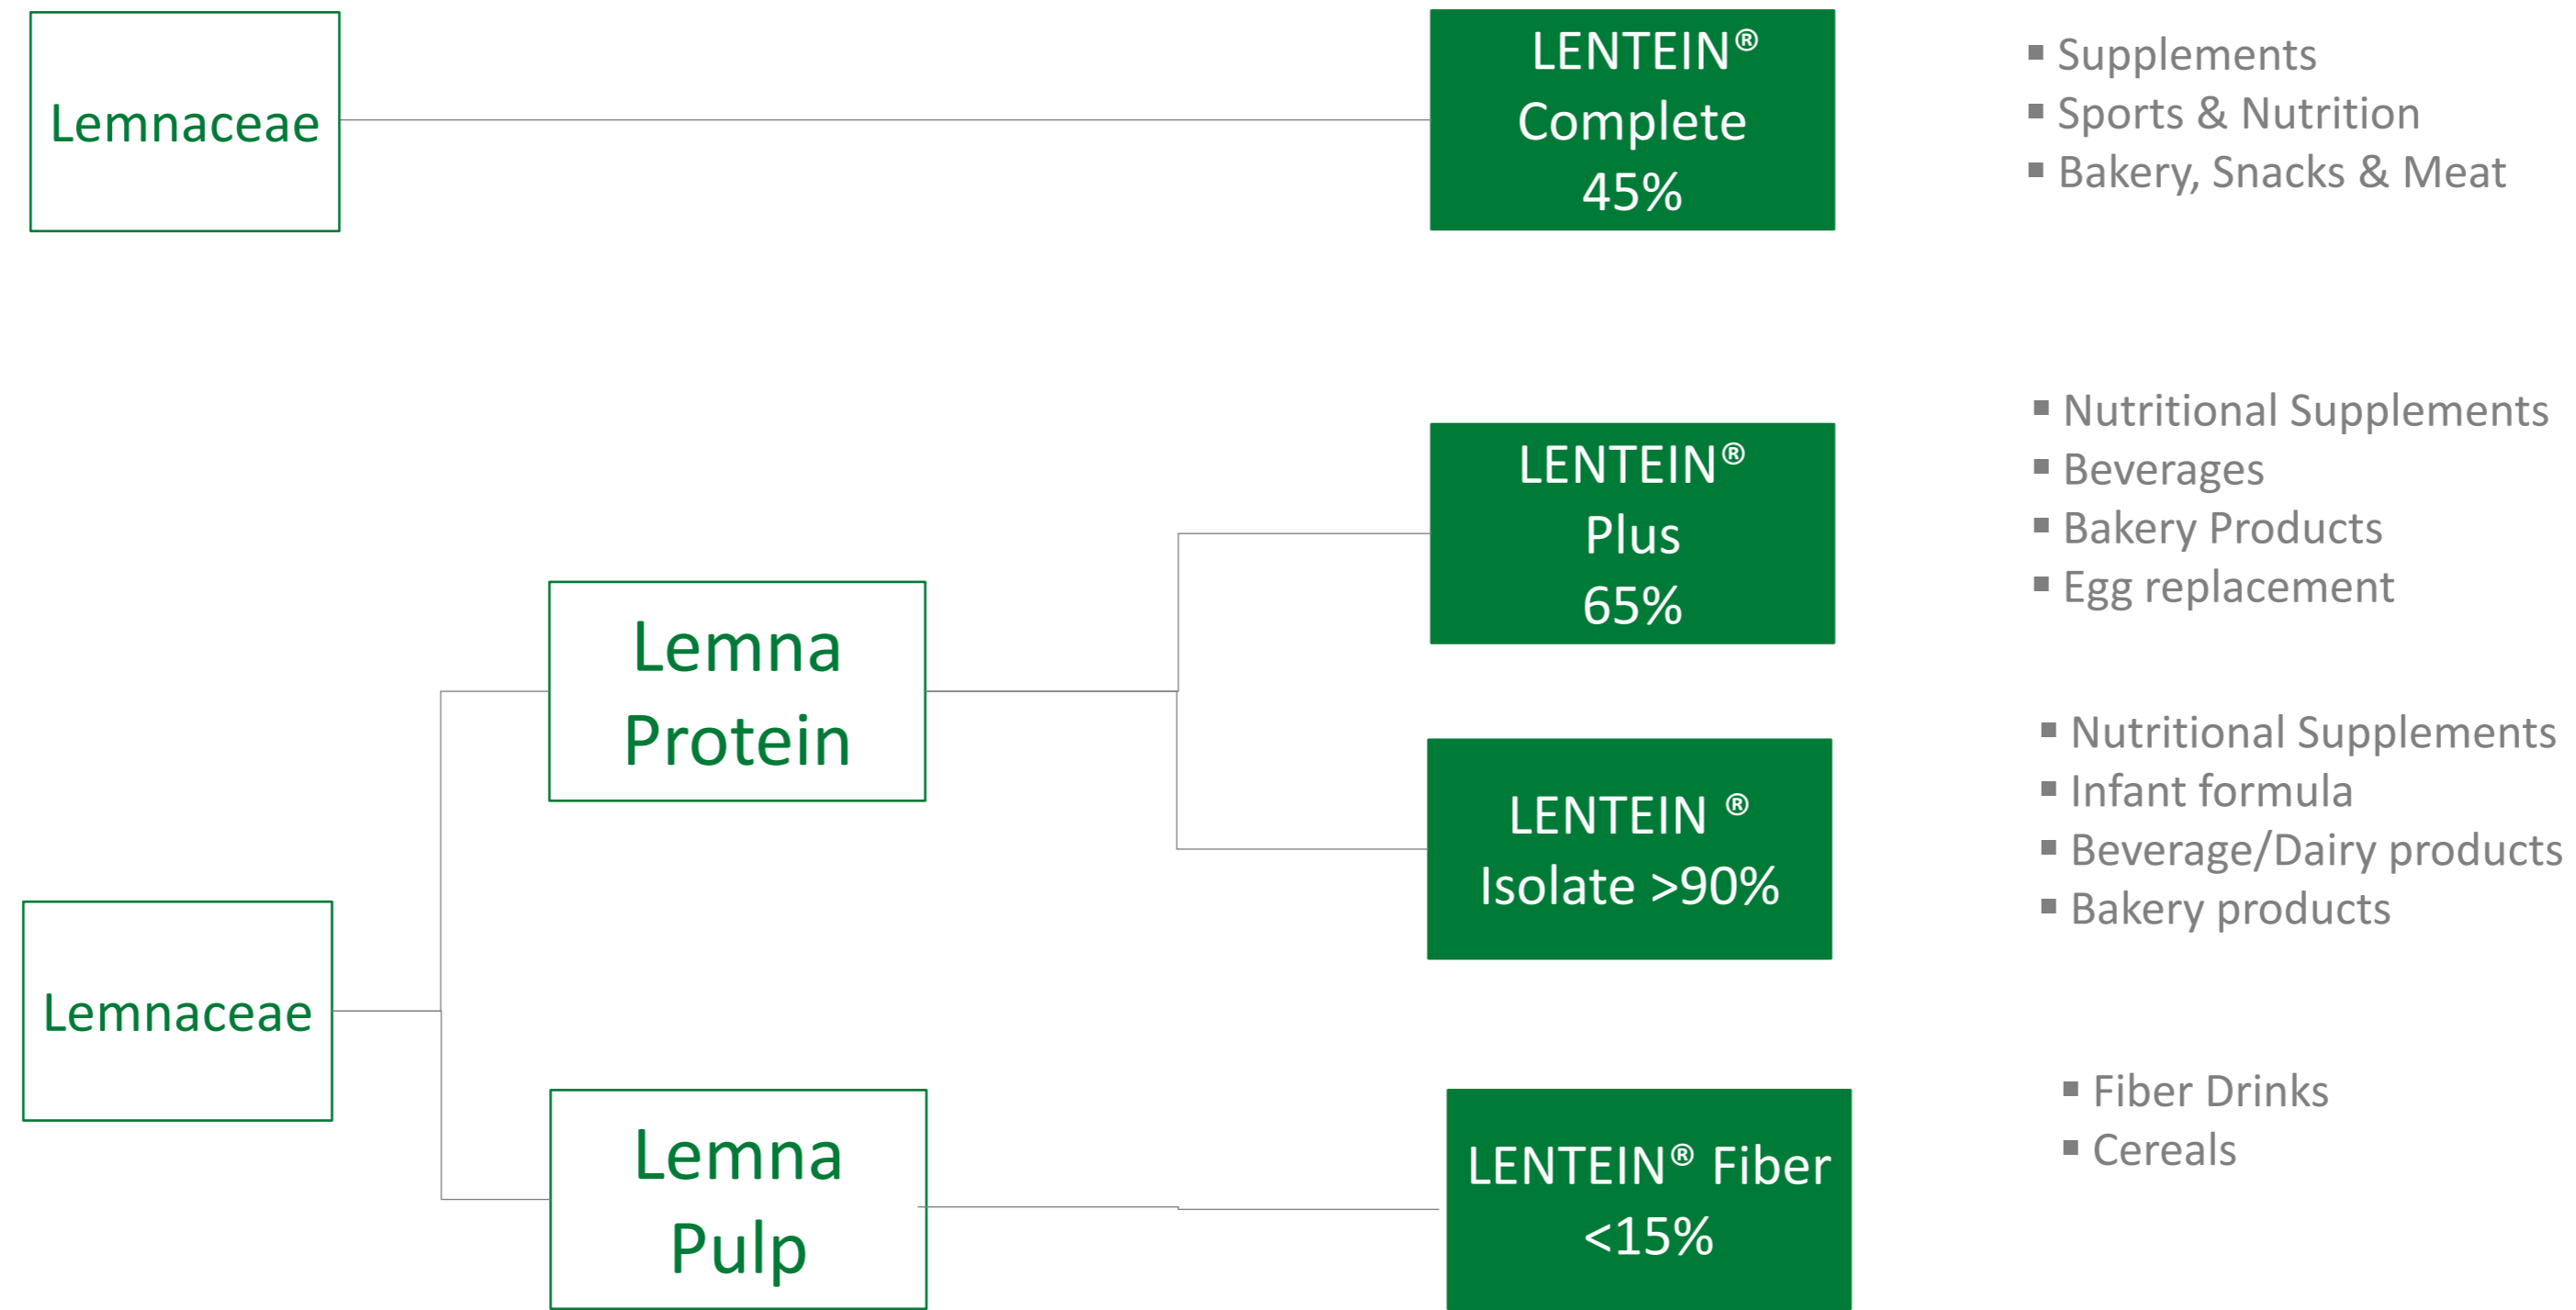 Lemnaceae
LENTEIN®
Complete
45%
▪ Supplements
▪ Sports & Nutrition
▪ Bakery, Snacks & Meat
LENTEIN®
Plus
65%
▪ Nutritional Supplements
▪ Beverages
▪ Bakery Products
▪ Egg replacement
Lemna
Protein
LENTEIN ®
Isolate >90%
▪ Nutritional Supplements
▪ Infant formula
▪ Beverage/Dairy products
▪ Bakery products
Lemnaceae
Lemna
Pulp
LENTEIN® Fiber
<15%
▪ Fiber Drinks
▪ Cereals